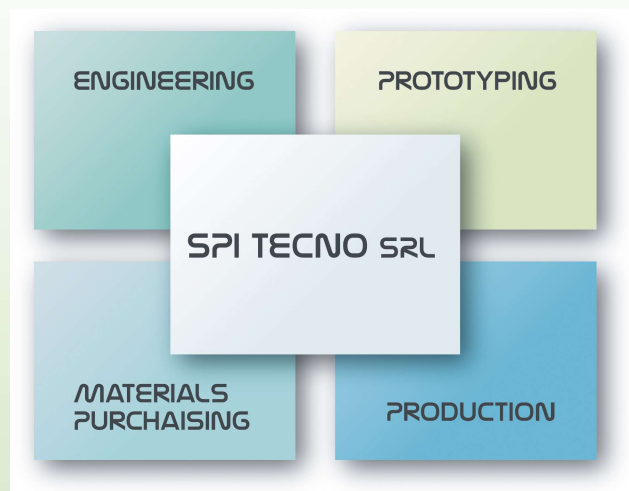 ENGINEERING
PROTOTYPING
SPI TECNO SRL
MATERIALS
PURCHAISING
PRODUCTION